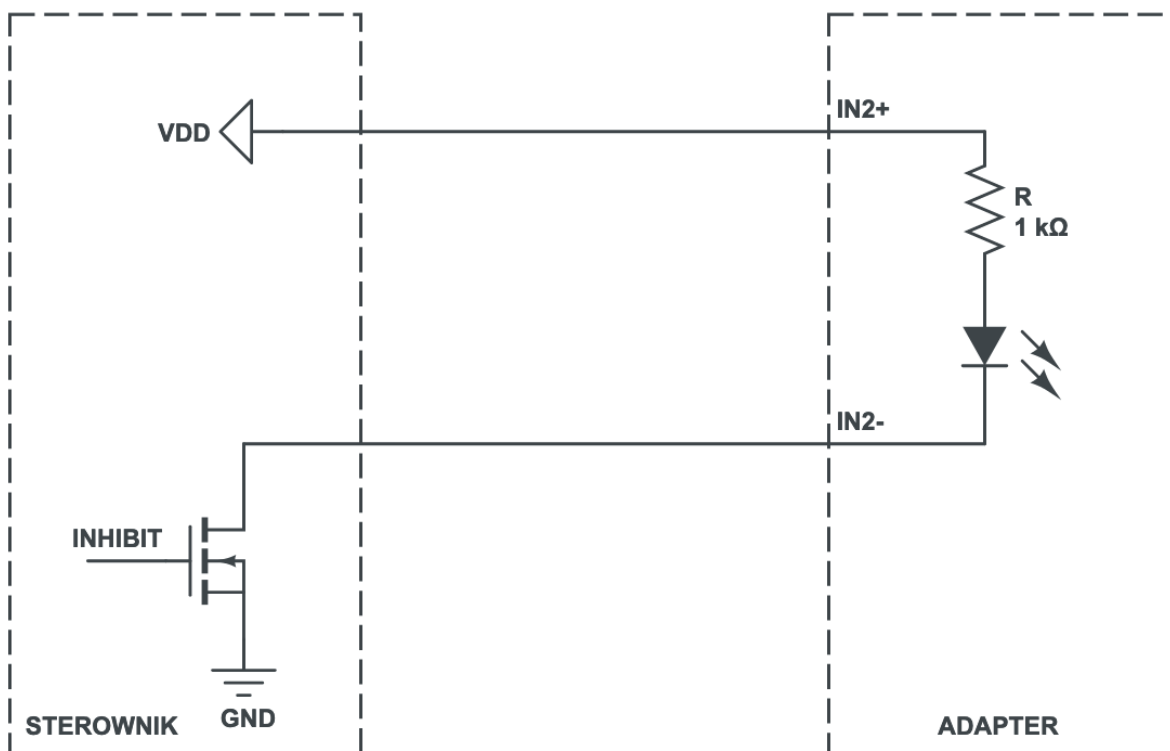 IN2+
VDD
R
1 kΩ
IN2-
INHIBIT
GND
STEROWNIK
ADAPTER